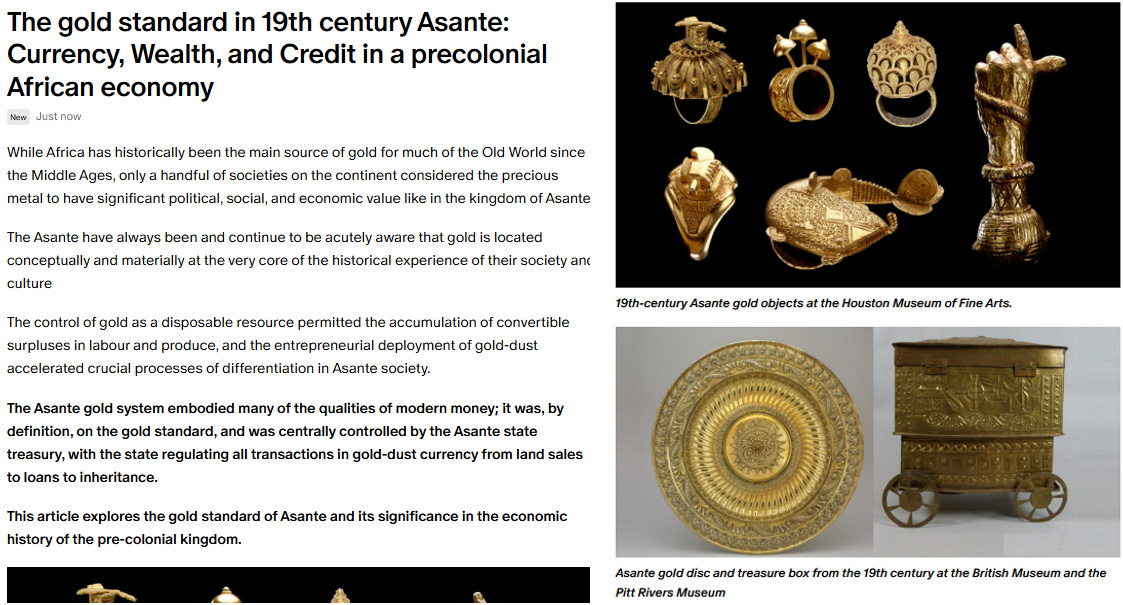 The gold standard in 19th century Asante:
Currency, Wealth, and Credit in a precolonial
African economy
New Just now
While Africa has historically been the main source of gold for much of the Old World since
the Middle Ages, only a handful of societies on the continent considered the precious
metal to have significant political, social, and economic value like in the kingdom of Asante
The Asante have always been and continue to be acutely aware that gold is located
conceptually and materially at the very core of the historical experience of their society and
culture
The control of gold as a disposable resource permitted the accumulation of convertible
surpluses in labour and produce, and the entrepreneurial deployment of gold-dust
accelerated crucial processes of differentiation in Asante society.
The Asante gold system embodied many of the qualities of modern money; it was, by
definition, on the gold standard, and was centrally controlled by the Asante state
treasury, with the state regulating all transactions in gold-dust currency from land sales
to loans to inheritance.
This article explores the gold standard of Asante and its significance in the economic
history of the pre-colonial kingdom.
19th-century Asante gold objects at the Houston Museum of Fine Arts.
Asante gold disc and treasure box from the 19th century at the British Museum and the
Pitt Rivers Museum